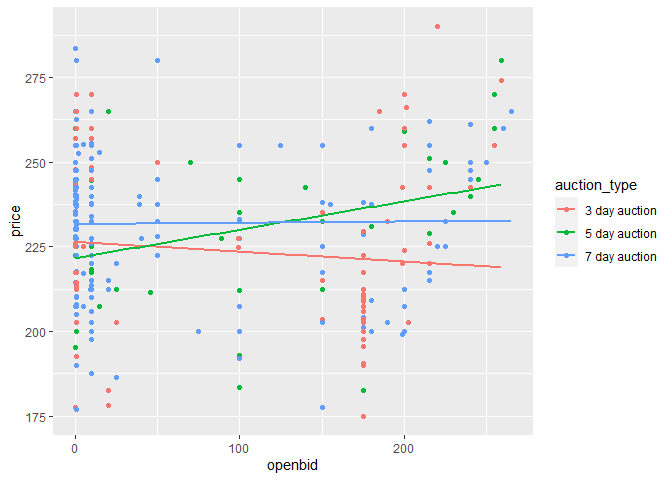 275
250
225
200
175
price
0
100
200
openbid
auction_type
3 day auction
5 day auction
7 day auction